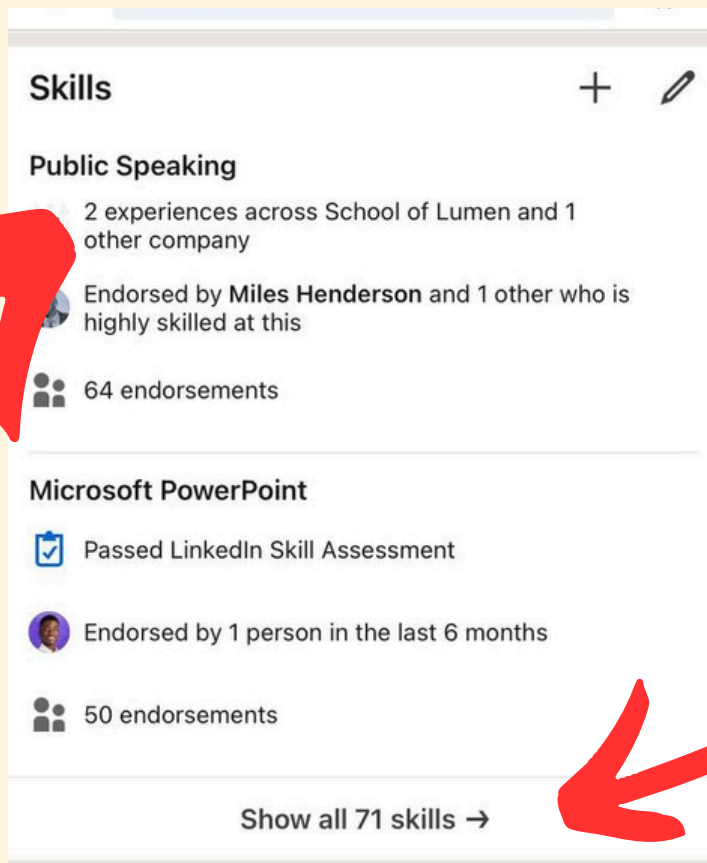 Skills
Public Speaking
2 experiences across School of Lumen and 1
other company
Endorsed by Miles Henderson and 1 other who is
highly skilled at this
64 endorsements
Microsoft PowerPoint
Passed LinkedIn Skill Assessment
Endorsed by 1 person in the last 6 months
50 endorsements
Show all 71 skills →